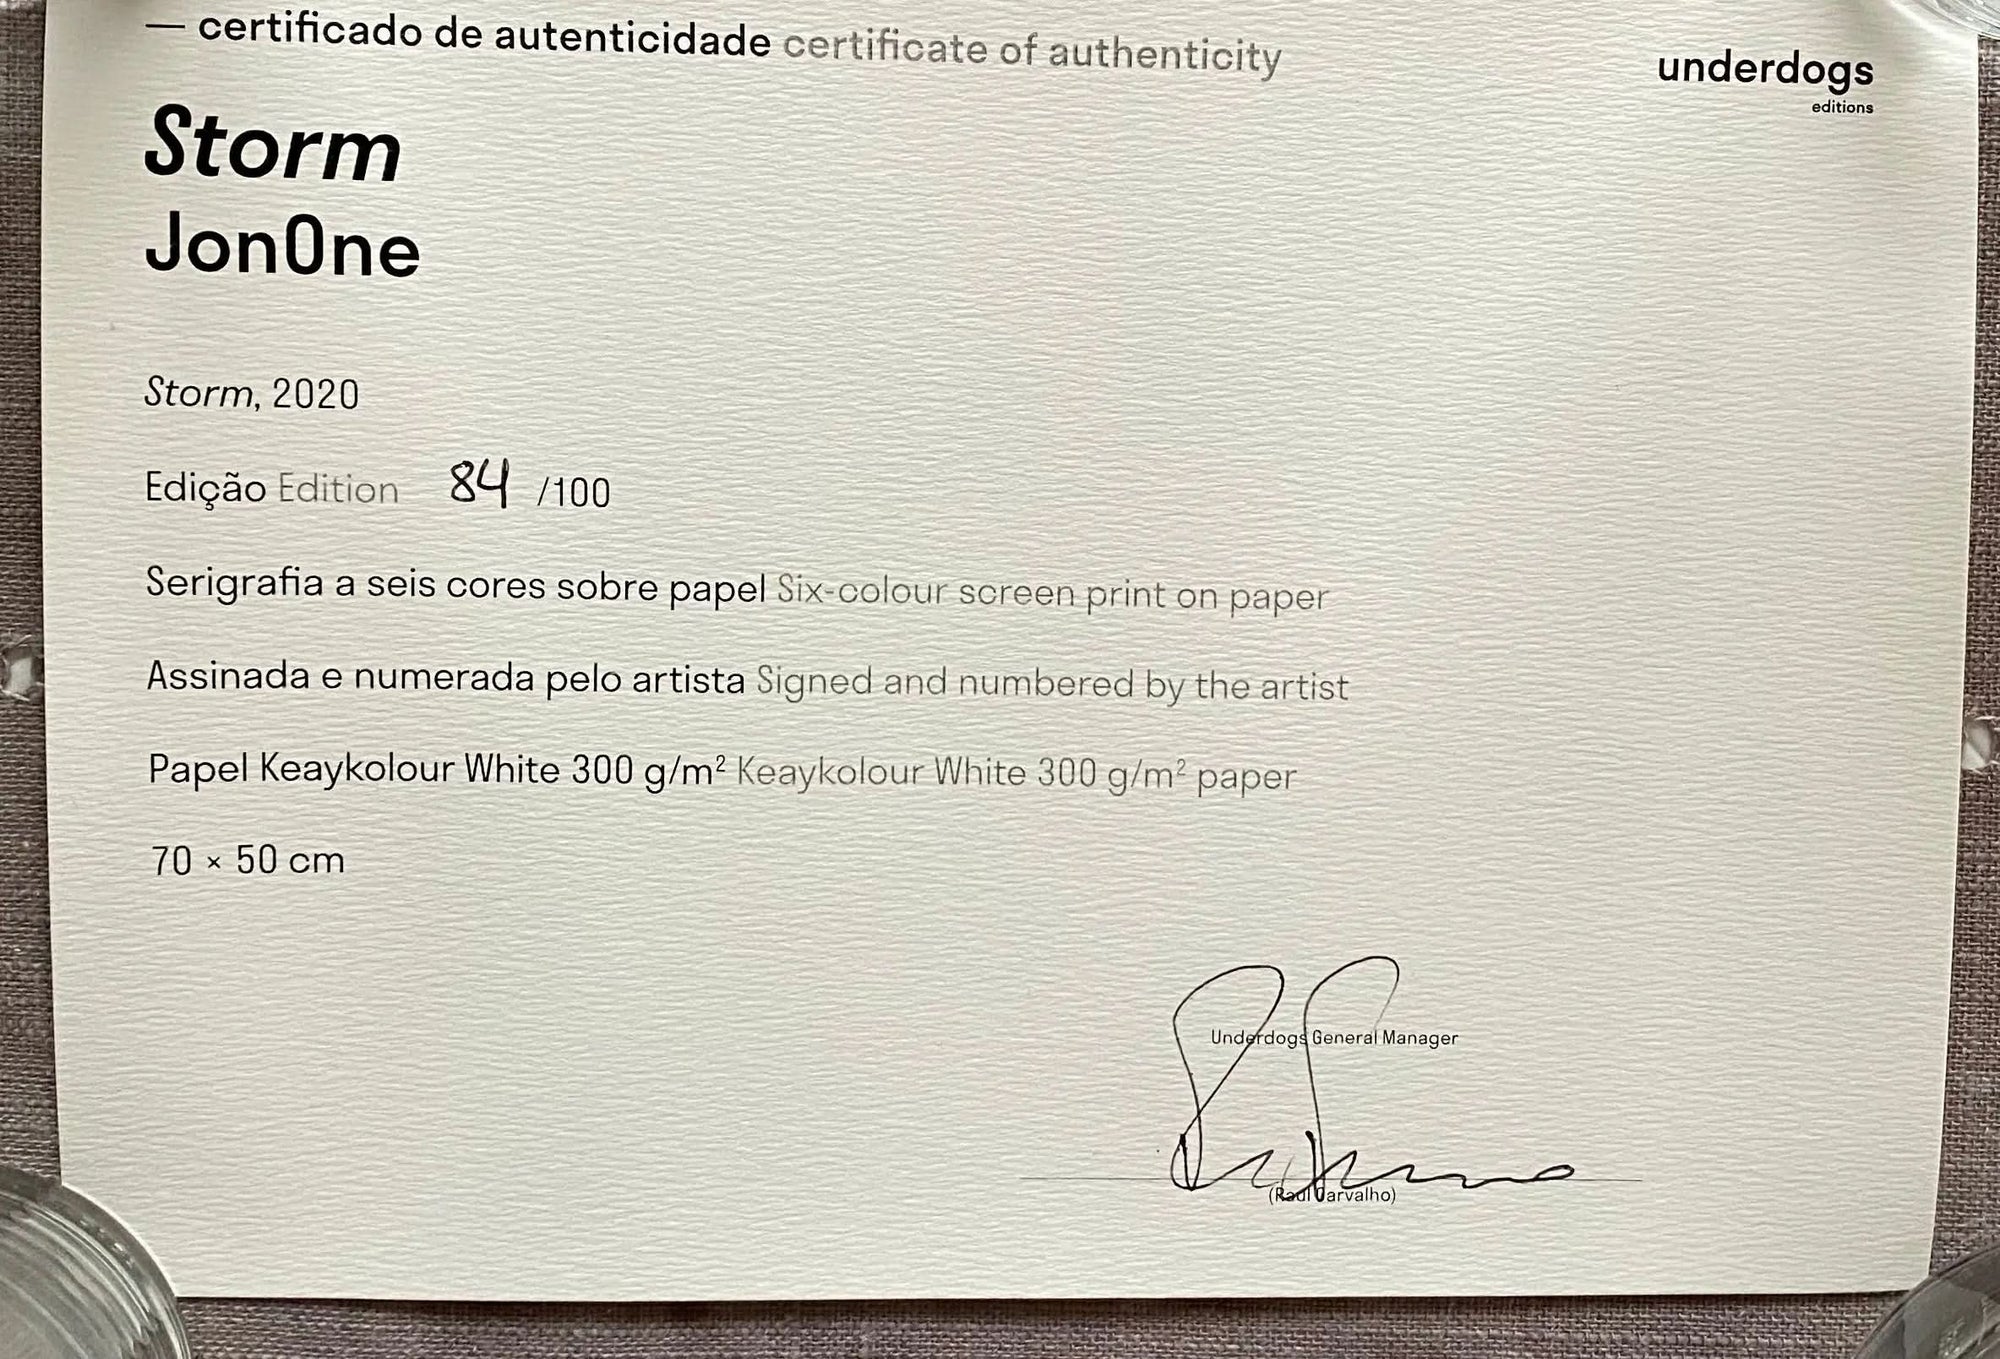 — certificado de autenticidade certificate of authenticity
underdogs
editions
Storm
JonOne
Storm, 2020
Edição Edition 84 /100
Serigrafia a seis cores sobre papel Six-colour screen print on paper
Assinada e numerada pelo artista Signed and numbered by the artist
Papel Keaykolour White 300 g/m² Keaykolour White 300 g/m² paper
70 × 50 cm
Underdogs General Manager
(Raul Carvalho)